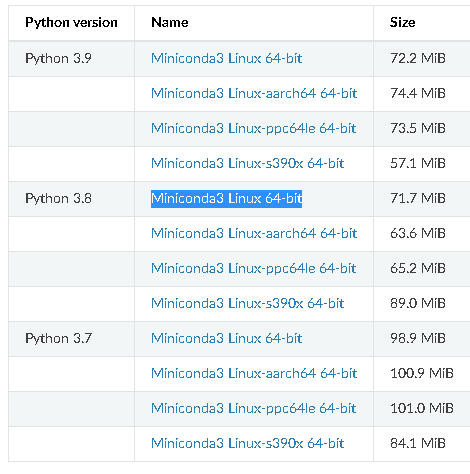 Python version Name Size
Python 3.9 Miniconda3 Linux 64-bit 72.2 MiB
Miniconda3 Linux-aarch64 64-bit 74.4 MiB
Miniconda3 Linux-ppc64le 64-bit 73.5 MiB
Miniconda3 Linux-s390x 64-bit 57.1 MiB
Python 3.8 Miniconda3 Linux 64-bit 71.7 MiB
Miniconda3 Linux-aarch64 64-bit 63.6 MiB
Miniconda3 Linux-ppc64le 64-bit 65.2 MiB
Miniconda3 Linux-s390x 64-bit 89.0 MiB
Python 3.7 Miniconda3 Linux 64-bit 98.9 MiB
Miniconda3 Linux-aarch64 64-bit 100.9 MiB
Miniconda3 Linux-ppc64le 64-bit 101.0 MiB
Miniconda3 Linux-s390x 64-bit 84.1 MiB